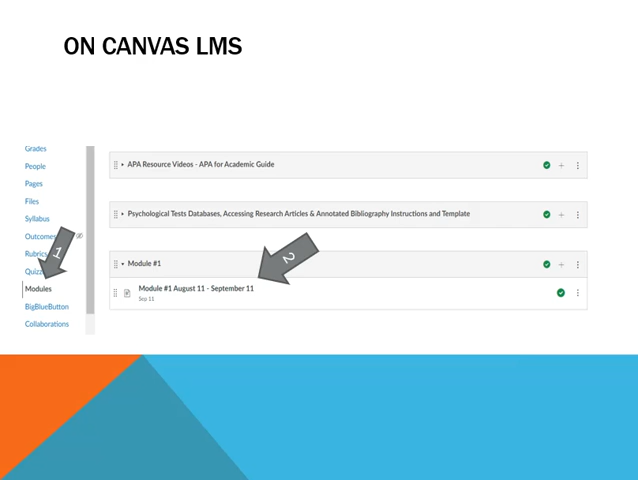 ON CANVAS LMS
Grades
People
Pages
Files
Syllabus
Outcomes
Rubrics
Quizz
Modules
BigBlueButton
Collaborations
1
APA Resource Videos - APA for Academic Guide
Psychological Tests Databases, Accessing Research Articles & Annotated Bibliography Instructions and Template
Module #1
Module #1 August 11 - September 11
Sep 11
2